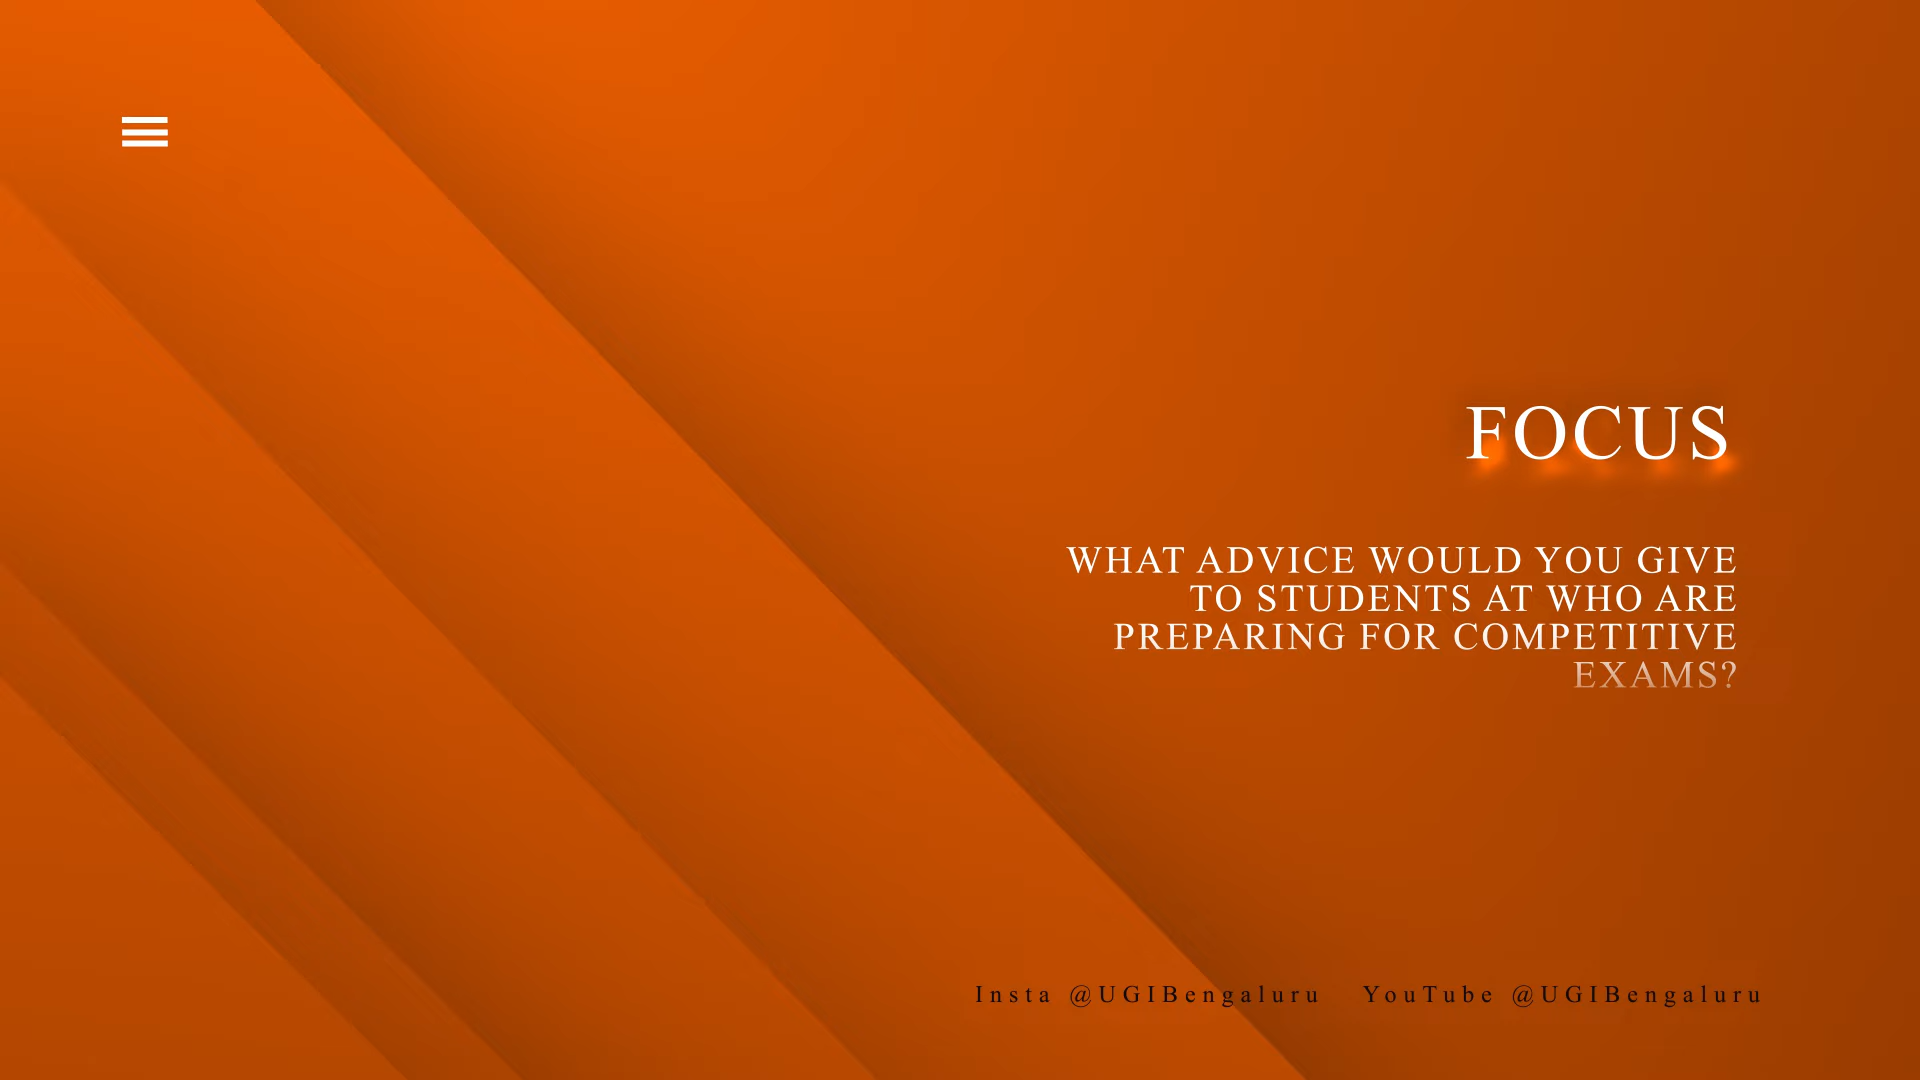 FOCUS
WHAT ADVICE WOULD YOU GIVE
TO STUDENTS AT WHO ARE
PREPARING FOR COMPETITIVE
EXAMS?
Insta @UGIBengaluru YouTube @UGIBengaluru